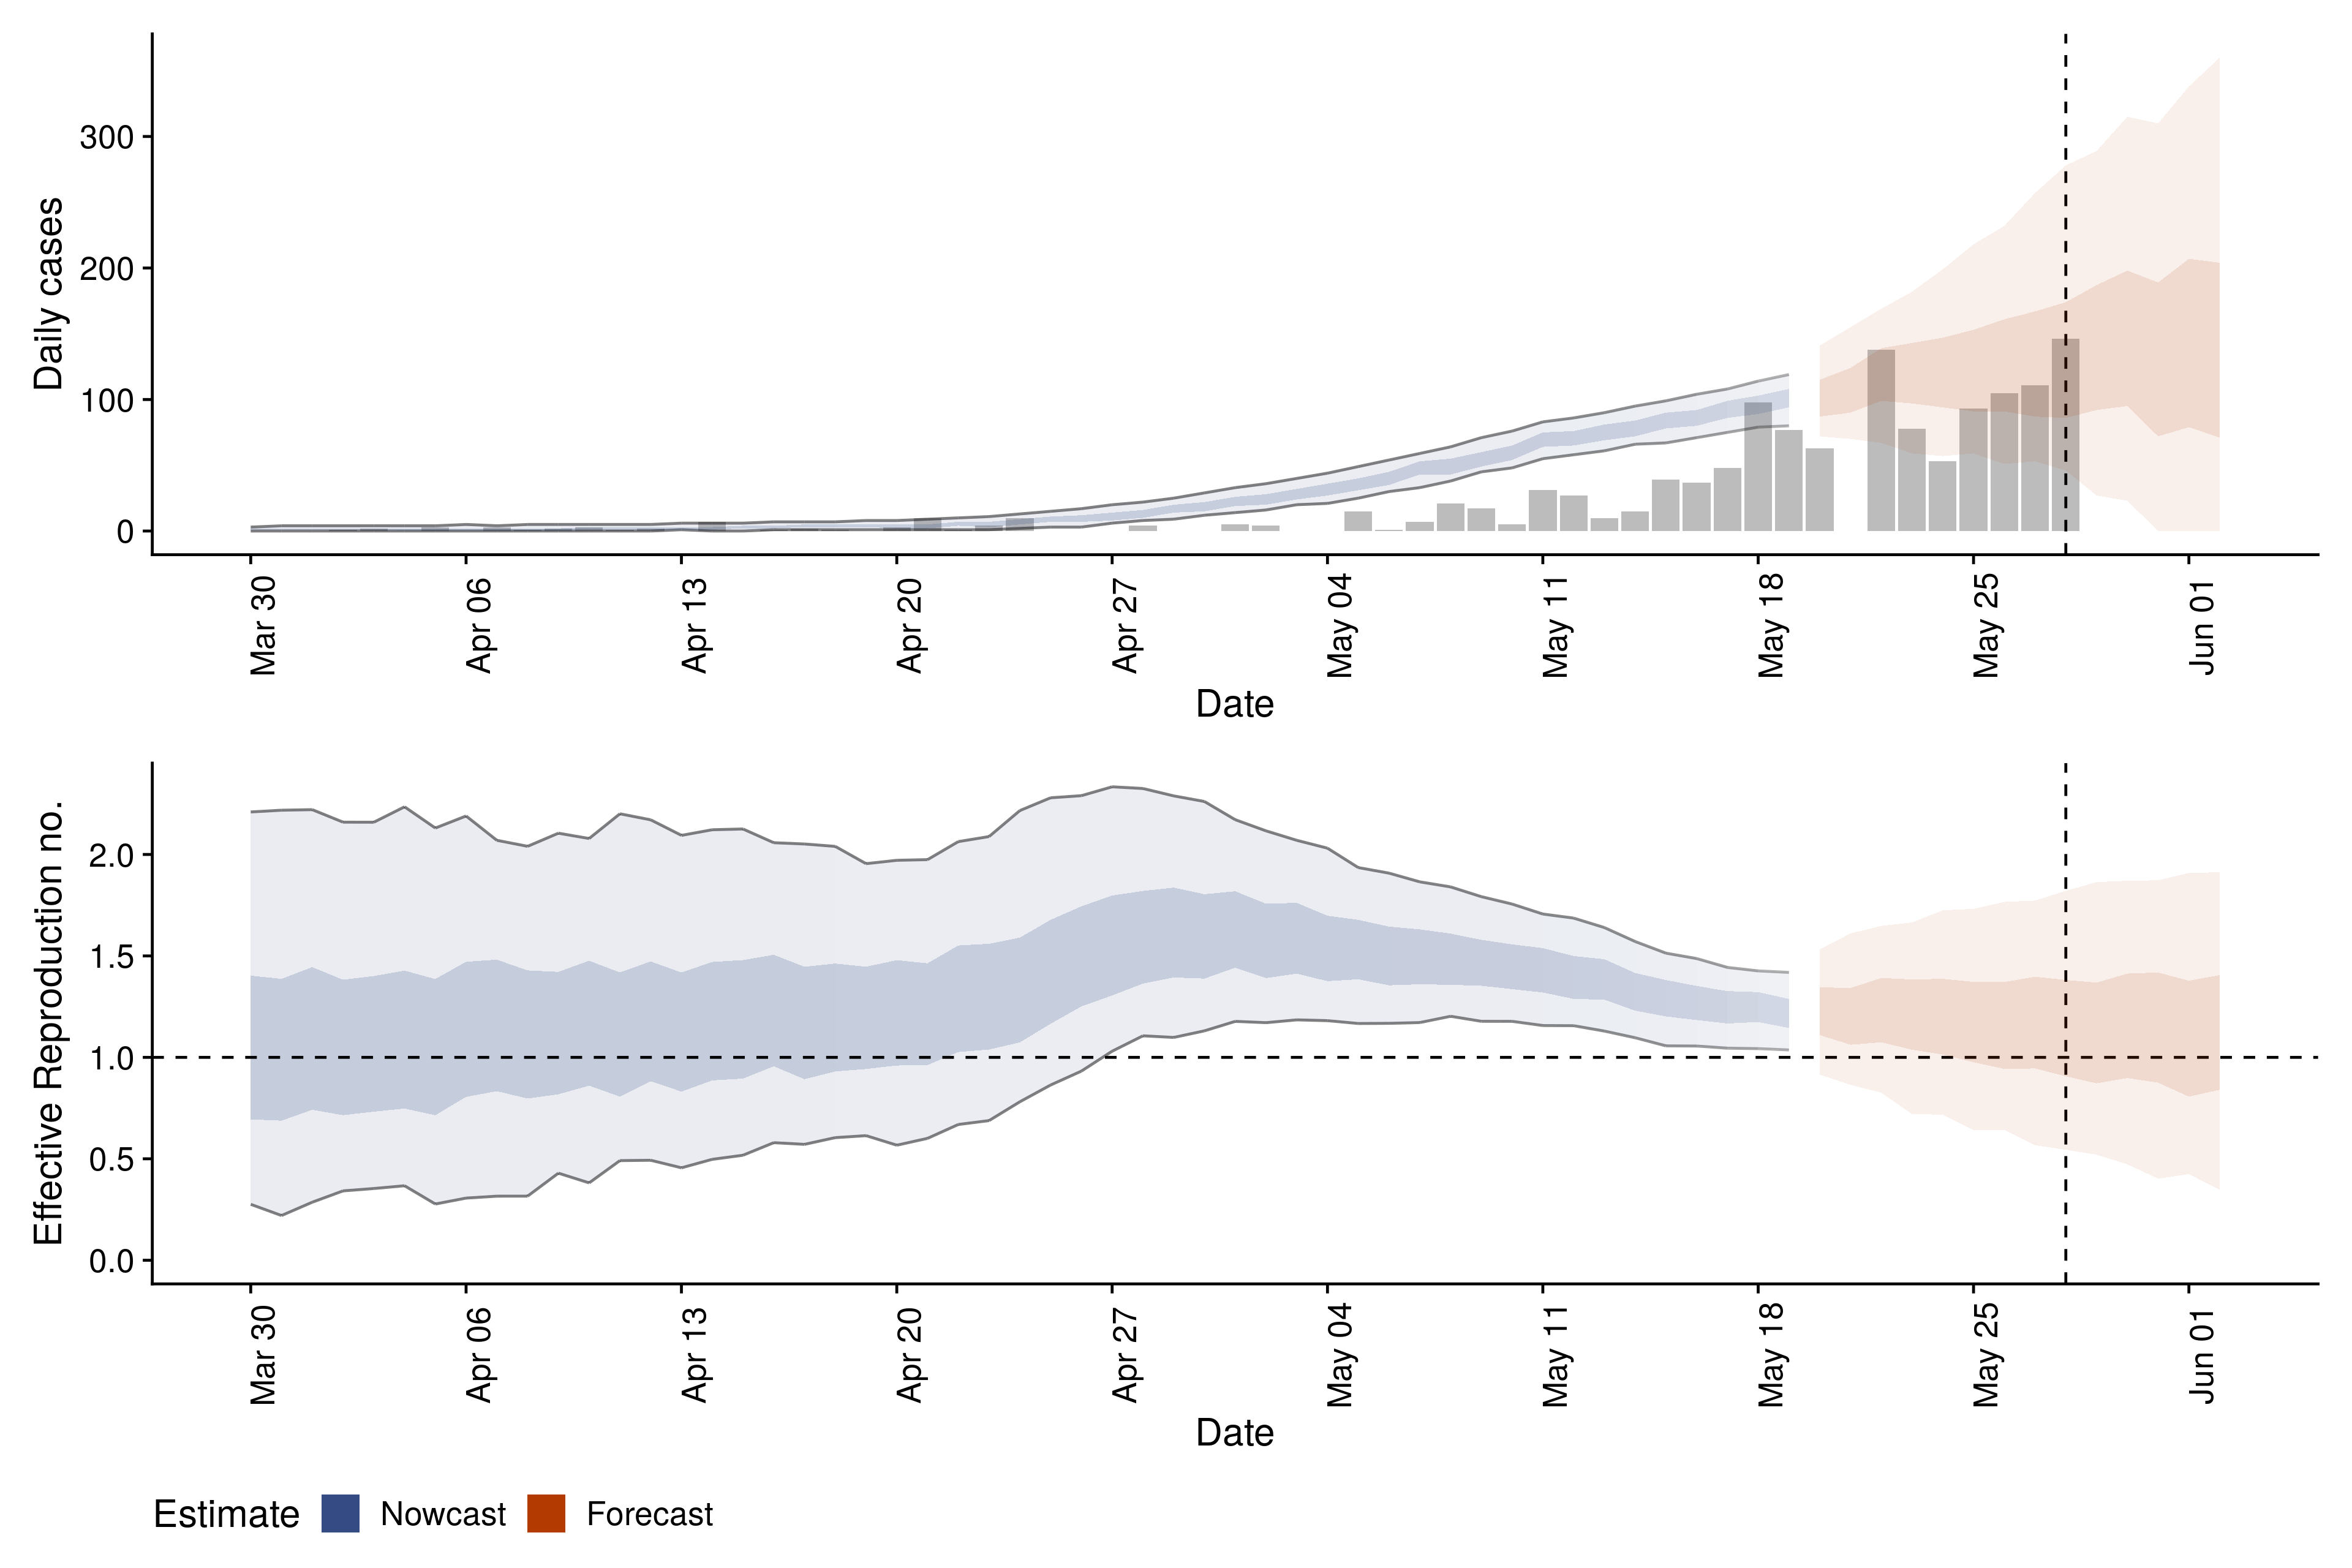 Daily cases
300
200
100
0
Mar 30
Apr 06
Apr 13
Apr 20
Apr 27
May 04
May 11
May 18
May 25
Jun 01
Date
Effective Reproduction no.
2.0
1.5
1.0
0.5
0.0
Mar 30
Apr 06
Apr 13
Apr 20
Apr 27
May 04
May 11
May 18
May 25
Jun 01
Date
Estimate Nowcast Forecast